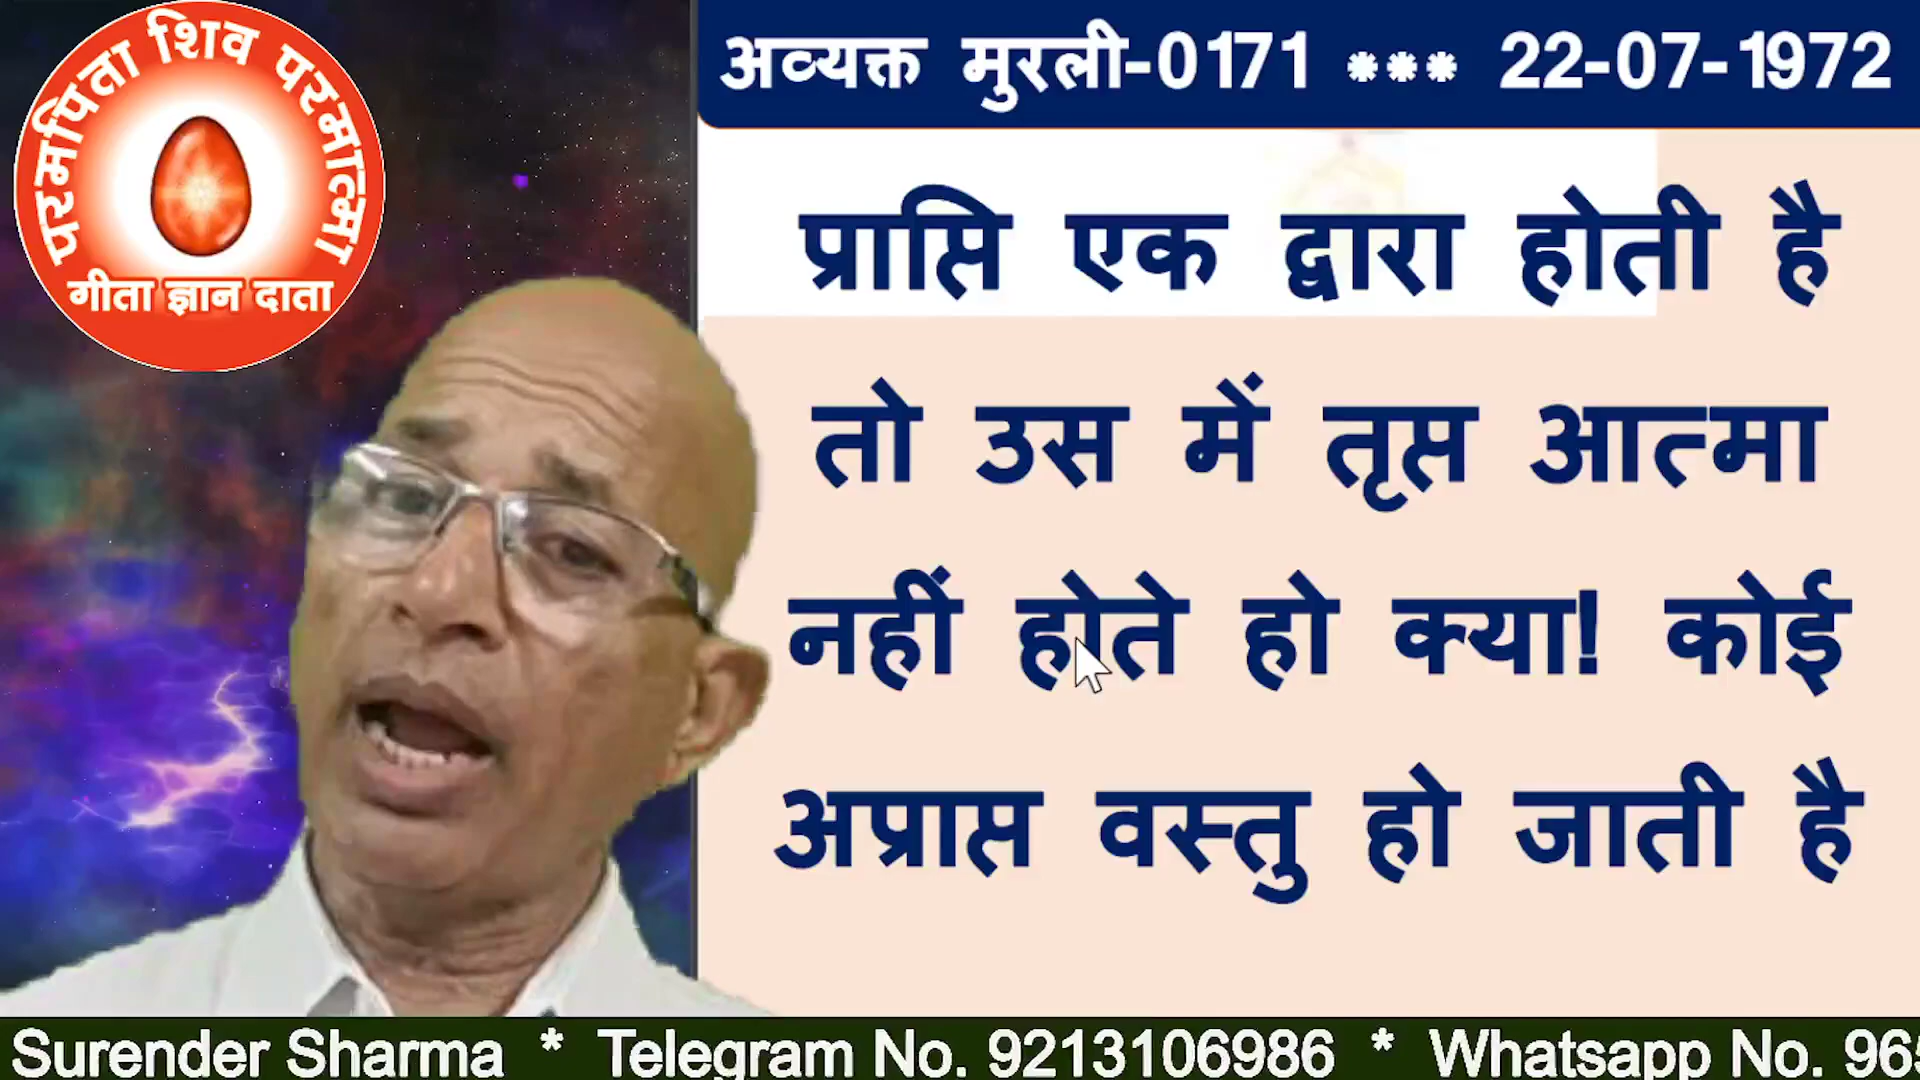 परमपिता शिव परमात्मा
गीता ज्ञान दाता
अव्यक्त मुरली-0171 *** 22-07-1972
प्राप्ति एक द्वारा होती है
तो उस में तृप्त आत्मा
नहीं होते हो क्या! कोई
अप्राप्त वस्तु हो जाती है
Surender Sharma * Telegram No. 9213106986 * Whatsapp No. 965